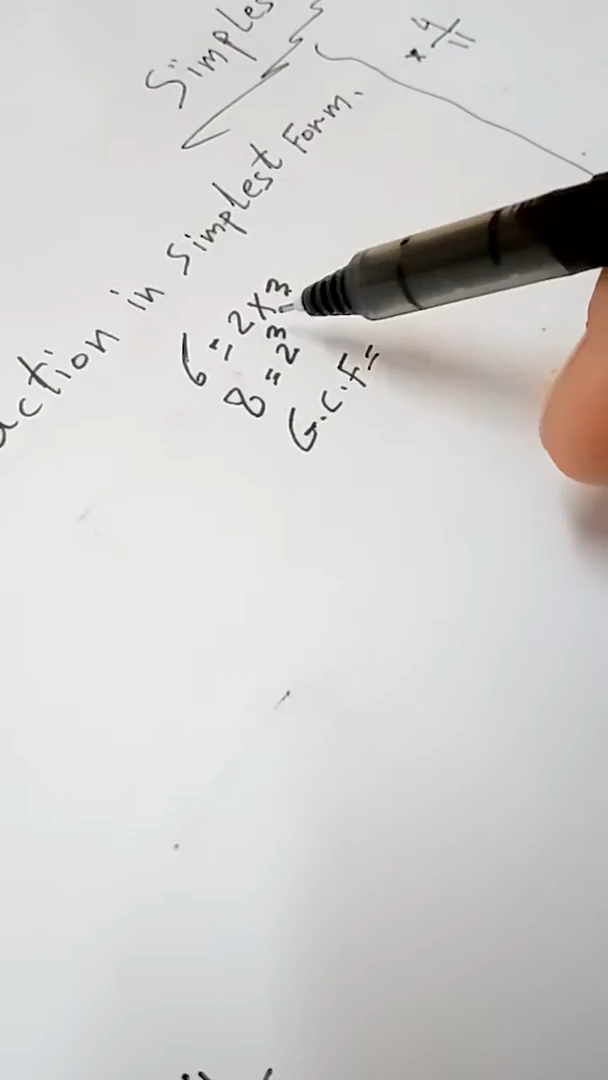 Simples
* 4/11
action in Simplest Form.
6 = 2 × 3
8 = 2³
G.C.F =